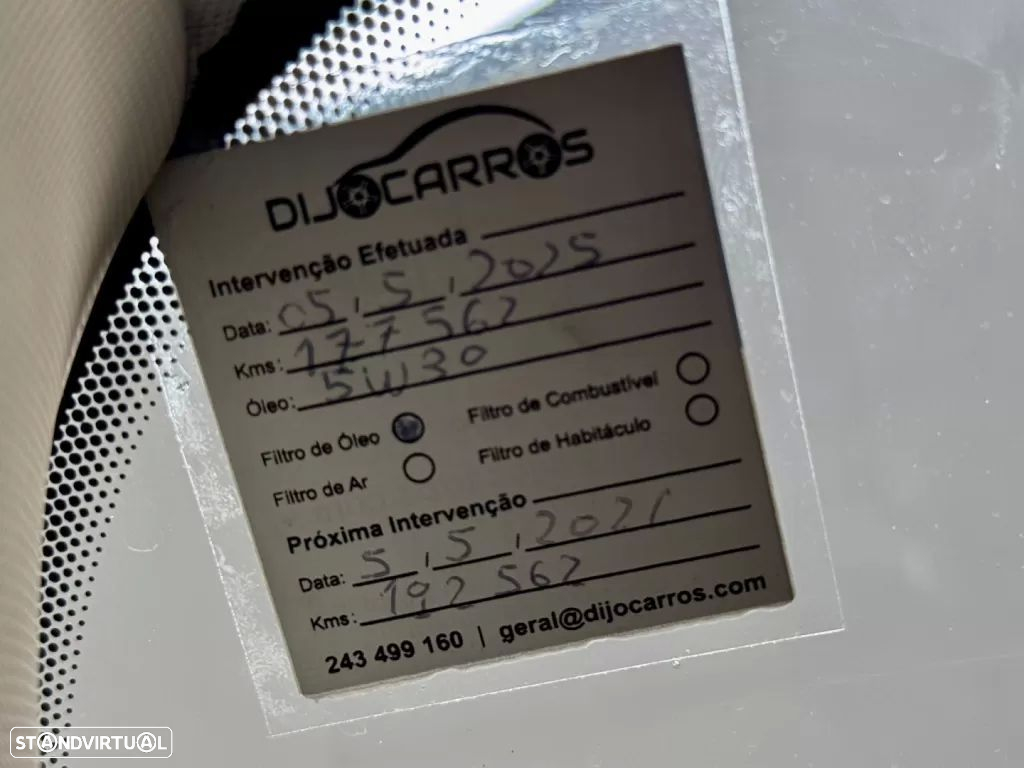 DIJOCARROS
Intervenção Efetuada
Data: 05 / 5 / 2025
Kms: 177 562
Óleo: 5W30
Filtro de Óleo Filtro de Combustível
Filtro de Ar Filtro de Habitáculo
Próxima Intervenção
Data: 5 / 5 /
Kms: 192 562
243 499 160 | geral@dijocarros.com
STANDVIRTUAL